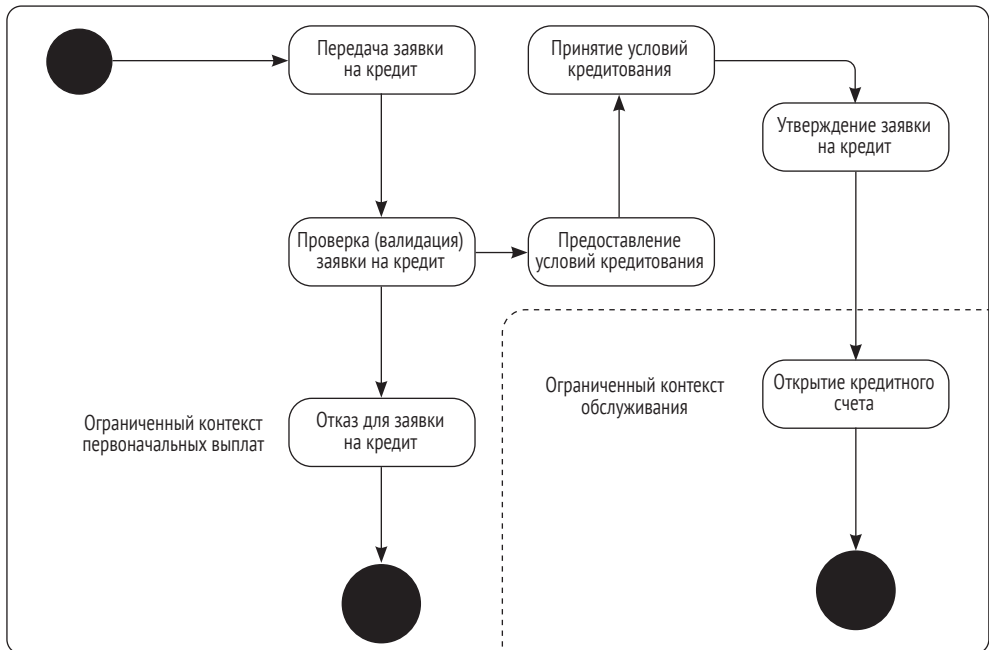 Передача заявки
на кредит
Принятие условий
кредитования
Утверждение заявки
на кредит
Проверка (валидация)
заявки на кредит
Предоставление
условий кредитования
Ограниченный контекст
обслуживания
Открытие кредитного
счета
Ограниченный контекст
первоначальных выплат
Отказ для заявки
на кредит